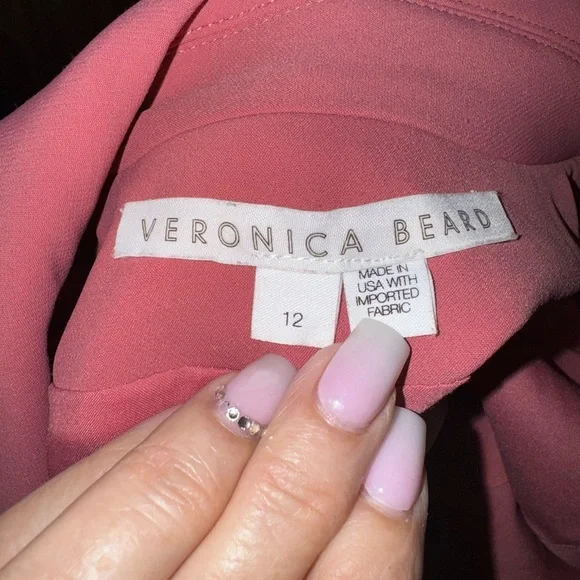 VERONICA BEARD
12
MADE IN
USA WITH
IMPORTED
FABRIC